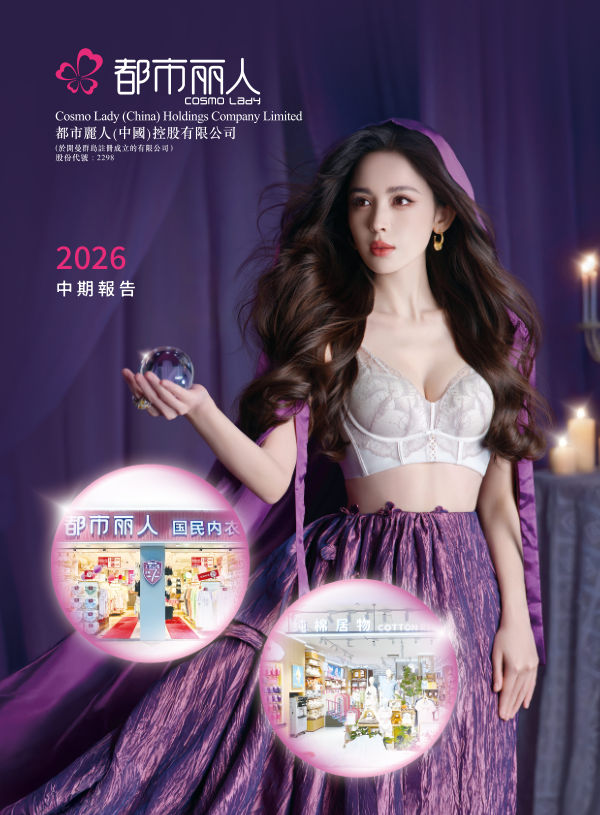 都市丽人
COSMO Lady
Cosmo Lady (China) Holdings Company Limited
都市麗人(中國)控股有限公司
(於開曼群島註冊成立的有限公司)
股份代號 : 2298
2026
中期報告
都市丽人 国民内衣
纯棉居物 COTTON